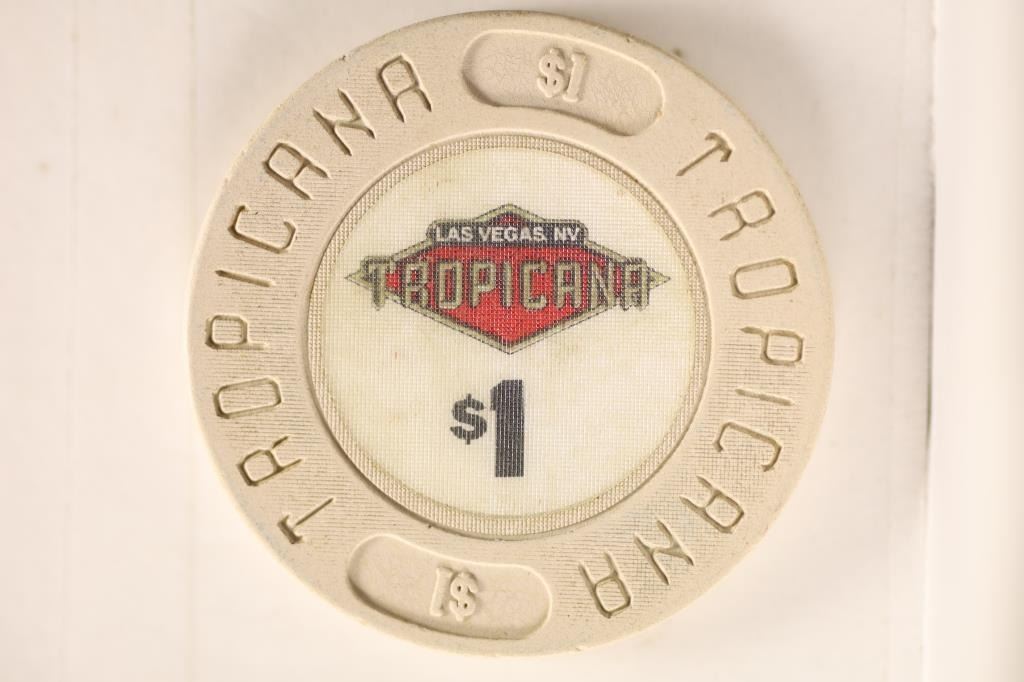 $1
TROPICANA
TROPICANA
LAS VEGAS, NV
TROPICANA
$1
$1